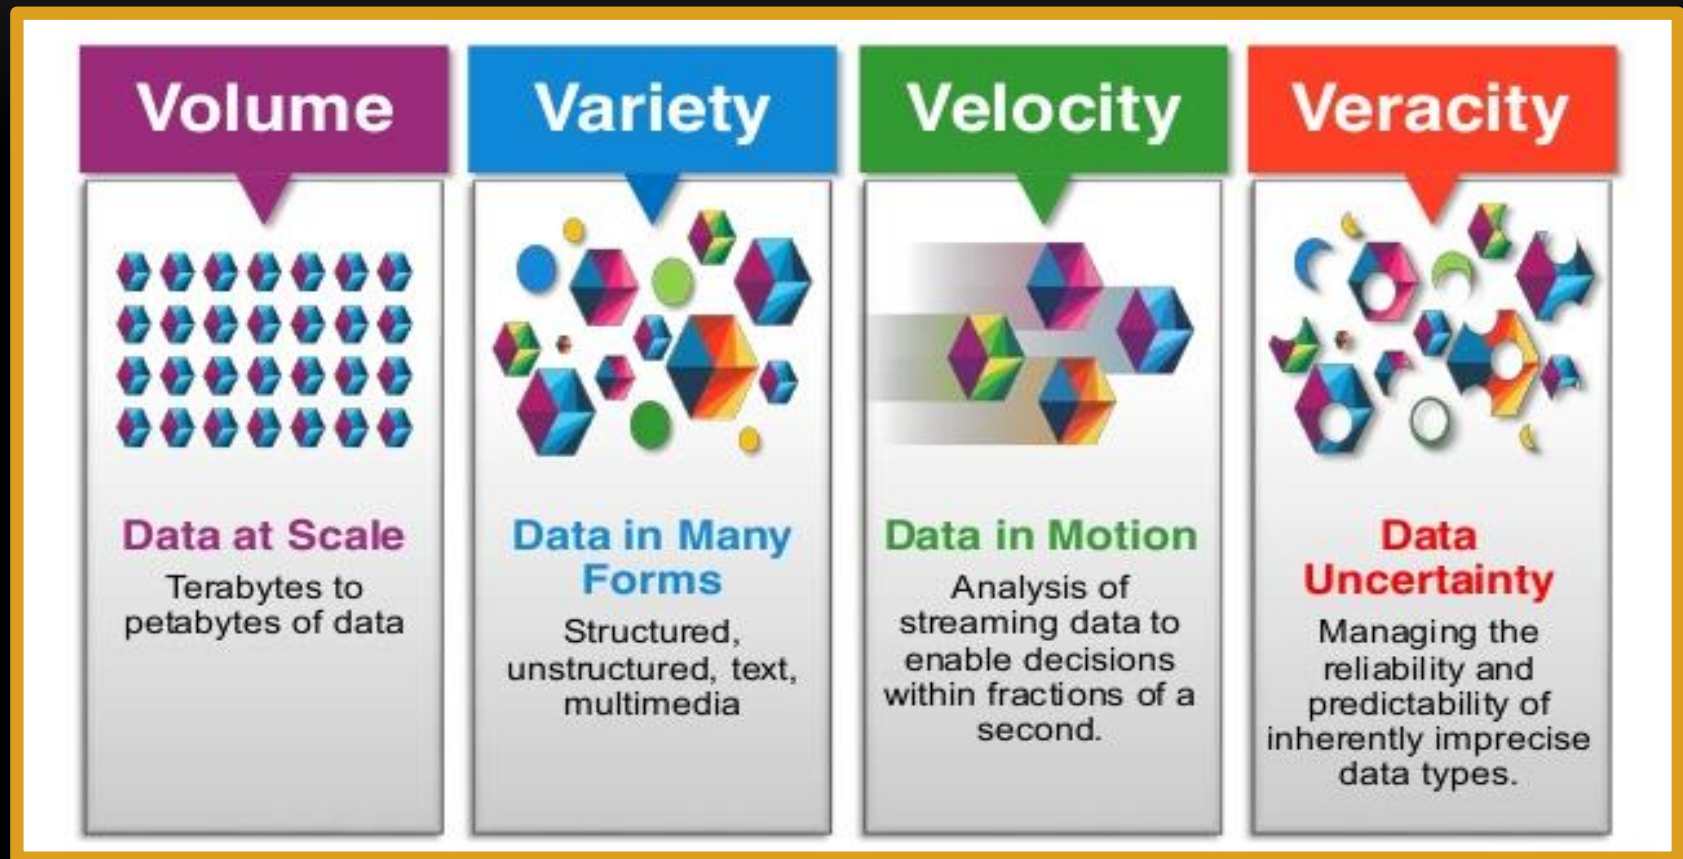 Volume
Data at Scale
Terabytes to
petabytes of data
Variety
Data in Many
Forms
Structured,
unstructured, text,
multimedia
Velocity
Data in Motion
Analysis of
streaming data to
enable decisions
within fractions of a
second.
Veracity
Data
Uncertainty
Managing the
reliability and
predictability of
inherently imprecise
data types.